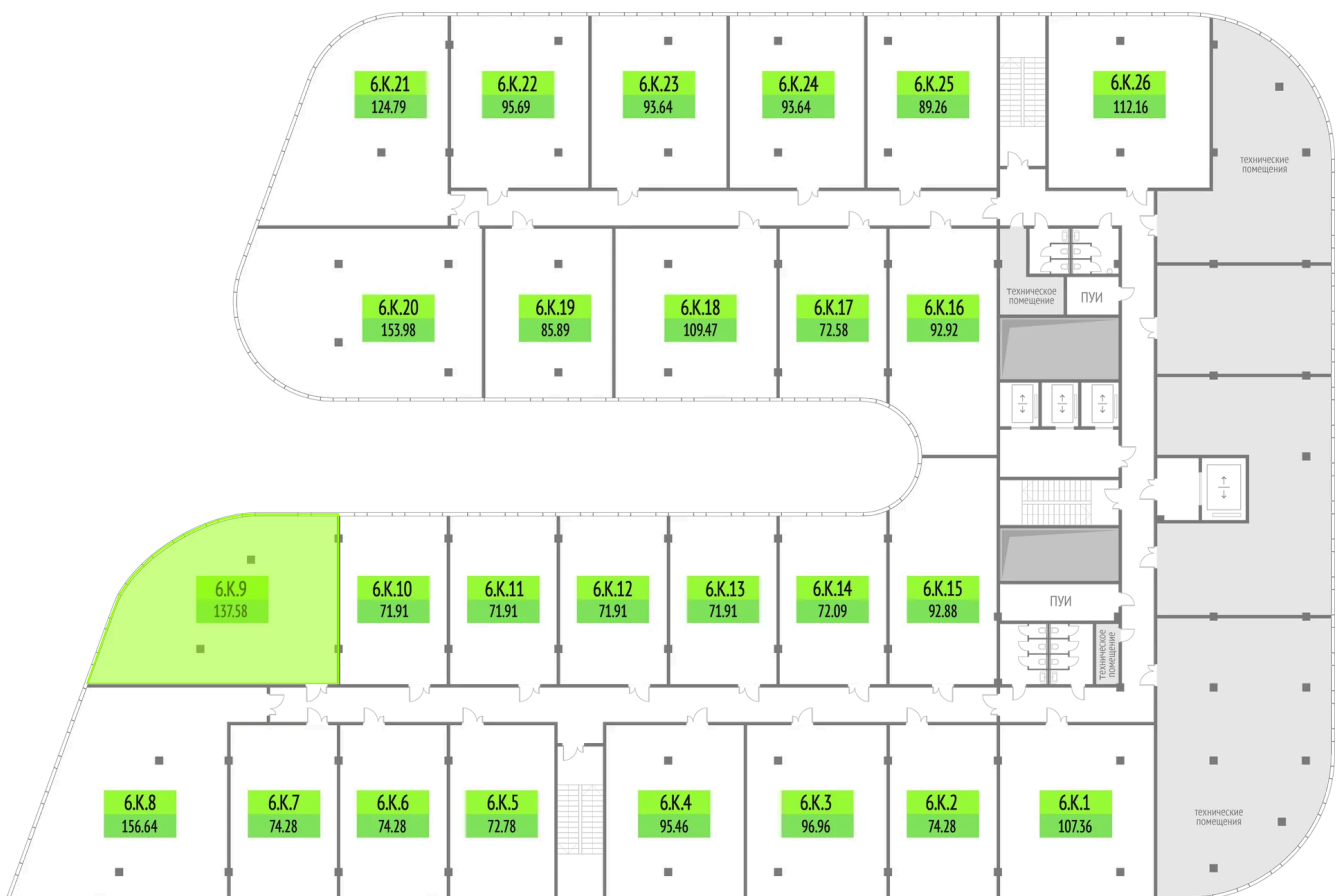 6.К.21
124.79
6.К.22
95.69
6.К.23
93.64
6.К.24
93.64
6.К.25
89.26
6.К.26
112.16
технические
помещения
6.К.20
153.98
6.К.19
85.89
6.К.18
109.47
6.К.17
72.58
6.К.16
92.92
техническое
помещение
ПУИ
6.К.9
137.58
6.К.10
71.91
6.К.11
71.91
6.К.12
71.91
6.К.13
71.91
6.К.14
72.09
6.К.15
92.88
ПУИ
техническое
помещение
6.К.8
156.64
6.К.7
74.28
6.К.6
74.28
6.К.5
72.78
6.К.4
95.46
6.К.3
96.96
6.К.2
74.28
6.К.1
107.36
технические
помещения